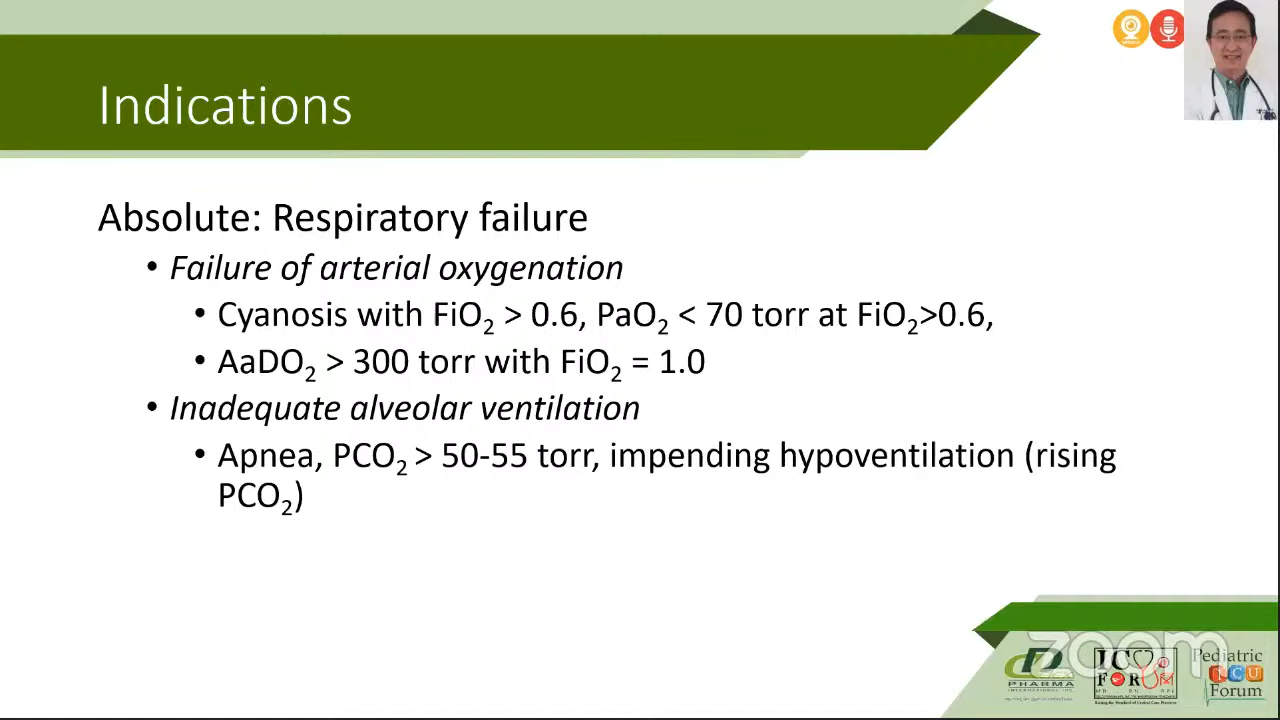 Indications
Absolute: Respiratory failure
• Failure of arterial oxygenation
• Cyanosis with FiO₂ > 0.6, PaO₂ < 70 torr at FiO₂>0.6,
• AaDO₂ > 300 torr with FiO₂ = 1.0
• Inadequate alveolar ventilation
• Apnea, PCO₂ > 50-55 torr, impending hypoventilation (rising
PCO₂)
zoom
PHARMA
IC
FORUM
Pediatric
ICU
Forum